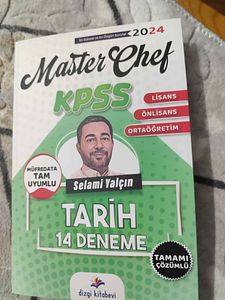 2024
Master Chef
KPSS
LİSANS
ÖNLİSANS
ORTAÖĞRETİM
MÜFREDATA
TAM
UYUMLU
Selami Yalçın
TARİH
14 DENEME
TAMAMI
ÇÖZÜMLÜ
dizgi kitabevi